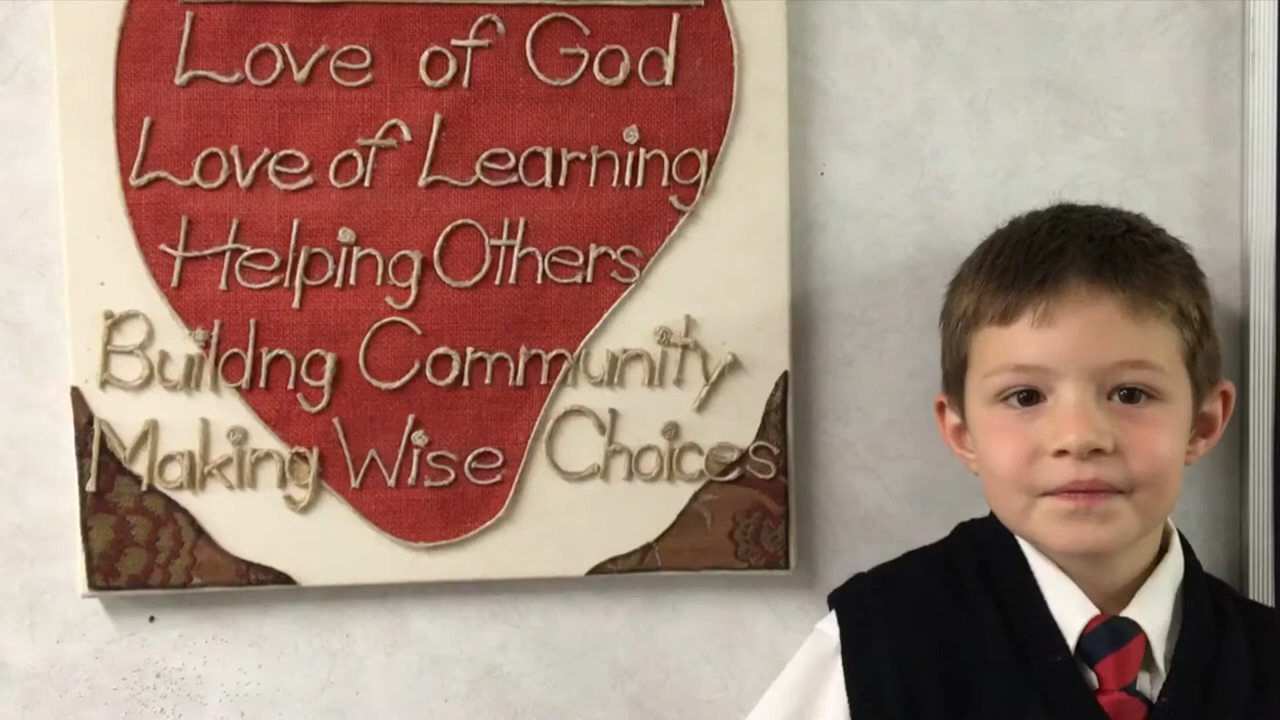 Love of God
Love of Learning
Helping Others
Buildng Community
Making Wise Choices